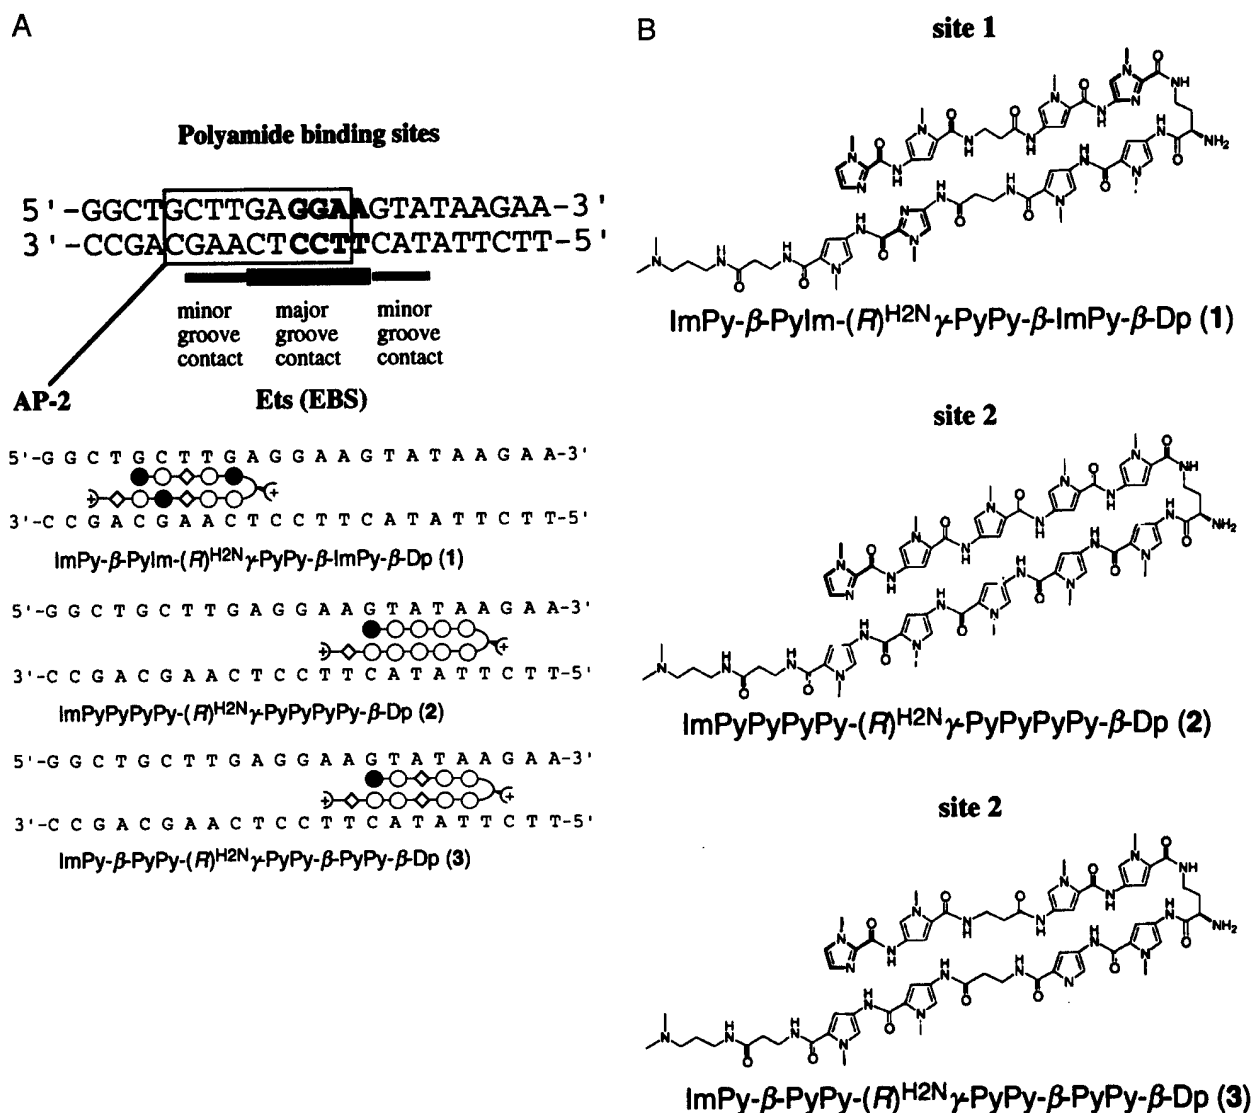 A
Polyamide binding sites
5'-GGCTGCTTGAGGAAGTATAAGAA-3'
3'-CCGACGAACTCCTTCATATTCTT-5'
minor groove contact
major groove contact
minor groove contact
AP-2
Ets (EBS)
5'-G G C T G C T T G A G G A A G T A T A A G A A-3'
+ +
3'-C C G A C G A A C T C C T T C A T A T T C T T-5'
ImPy-β-PyIm-(R)H2Nγ-PyPy-β-ImPy-β-Dp (1)
5'-G G C T G C T T G A G G A A G T A T A A G A A-3'
+ +
3'-C C G A C G A A C T C C T T C A T A T T C T T-5'
ImPyPyPyPy-(R)H2Nγ-PyPyPyPy-β-Dp (2)
5'-G G C T G C T T G A G G A A G T A T A A G A A-3'
+ +
3'-C C G A C G A A C T C C T T C A T A T T C T T-5'
ImPy-β-PyPy-(R)H2Nγ-PyPy-β-PyPy-β-Dp (3)
B
site 1
NH2
ImPy-β-PyIm-(R)H2Nγ-PyPy-β-ImPy-β-Dp (1)
site 2
NH2
ImPyPyPyPy-(R)H2Nγ-PyPyPyPy-β-Dp (2)
site 2
NH2
ImPy-β-PyPy-(R)H2Nγ-PyPy-β-PyPy-β-Dp (3)